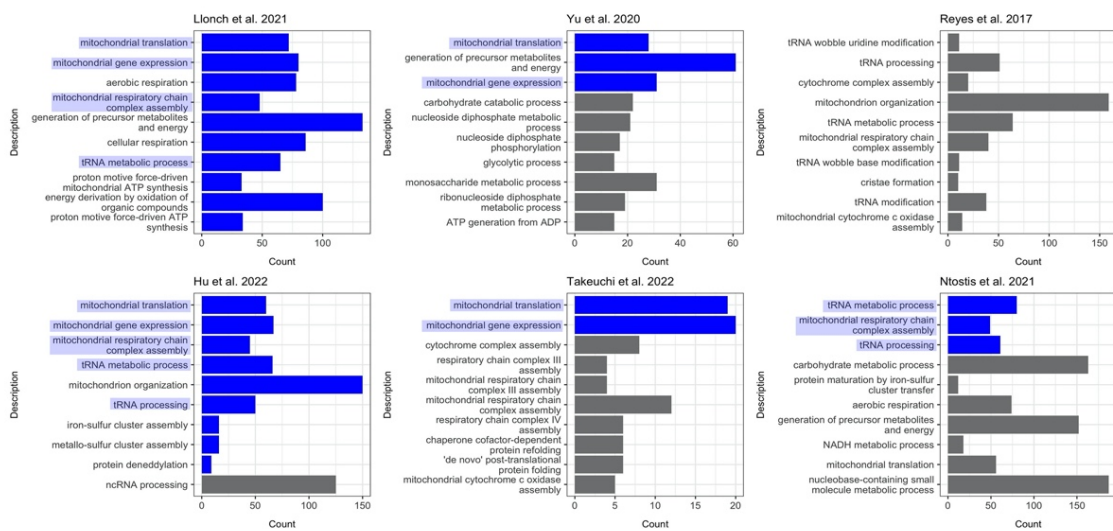 Llonch et al. 2021
mitochondrial translation
mitochondrial gene expression
aerobic respiration
mitochondrial respiratory chain
complex assembly
generation of precursor metabolites
and energy
cellular respiration
tRNA metabolic process
proton motive force-driven
mitochondrial ATP synthesis
energy derivation by oxidation of
organic compounds
proton motive force-driven ATP
synthesis
Description
0 50 100
Count
Yu et al. 2020
mitochondrial translation
generation of precursor metabolites
and energy
mitochondrial gene expression
carbohydrate catabolic process
nucleoside diphosphate metabolic
process
nucleoside diphosphate
phosphorylation
glycolytic process
monosaccharide metabolic process
ribonucleoside diphosphate
metabolic process
ATP generation from ADP
Description
0 20 40 60
Count
Reyes et al. 2017
tRNA wobble uridine modification
tRNA processing
cytochrome complex assembly
mitochondrion organization
tRNA metabolic process
mitochondrial respiratory chain
complex assembly
tRNA wobble base modification
cristae formation
tRNA modification
mitochondrial cytochrome c oxidase
assembly
Description
0 50 100 150
Count
Hu et al. 2022
mitochondrial translation
mitochondrial gene expression
mitochondrial respiratory chain
complex assembly
tRNA metabolic process
mitochondrion organization
tRNA processing
iron-sulfur cluster assembly
metallo-sulfur cluster assembly
protein deneddylation
ncRNA processing
Description
0 50 100 150
Count
Takeuchi et al. 2022
mitochondrial translation
mitochondrial gene expression
cytochrome complex assembly
respiratory chain complex III
assembly
mitochondrial respiratory chain
complex III assembly
mitochondrial respiratory chain
complex assembly
respiratory chain complex IV
assembly
chaperone cofactor-dependent
protein refolding
'de novo' post-translational
protein folding
mitochondrial cytochrome c oxidase
assembly
Description
0 5 10 15 20
Count
Ntostis et al. 2021
tRNA metabolic process
mitochondrial respiratory chain
complex assembly
tRNA processing
carbohydrate metabolic process
protein maturation by iron-sulfur
cluster transfer
aerobic respiration
generation of precursor metabolites
and energy
NADH metabolic process
mitochondrial translation
nucleobase-containing small
molecule metabolic process
Description
0 50 100 150
Count